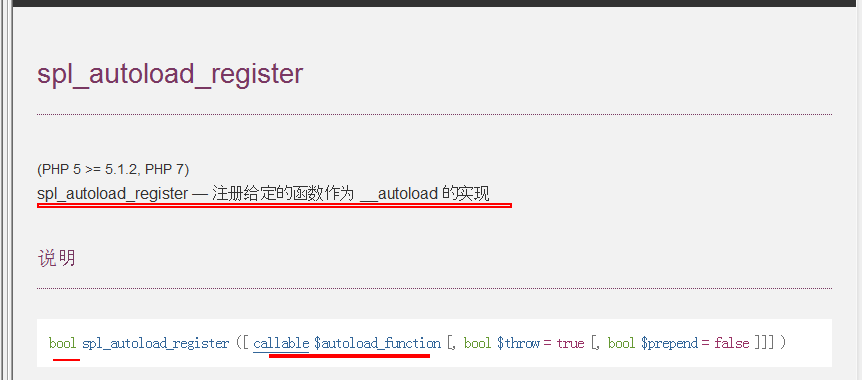 spl_autoload_register
(PHP 5 >= 5.1.2, PHP 7)
spl_autoload_register — 注册给定的函数作为 __autoload 的实现
说明
bool spl_autoload_register ([ callable $autoload_function [, bool $throw = true [, bool $prepend = false ]]] )